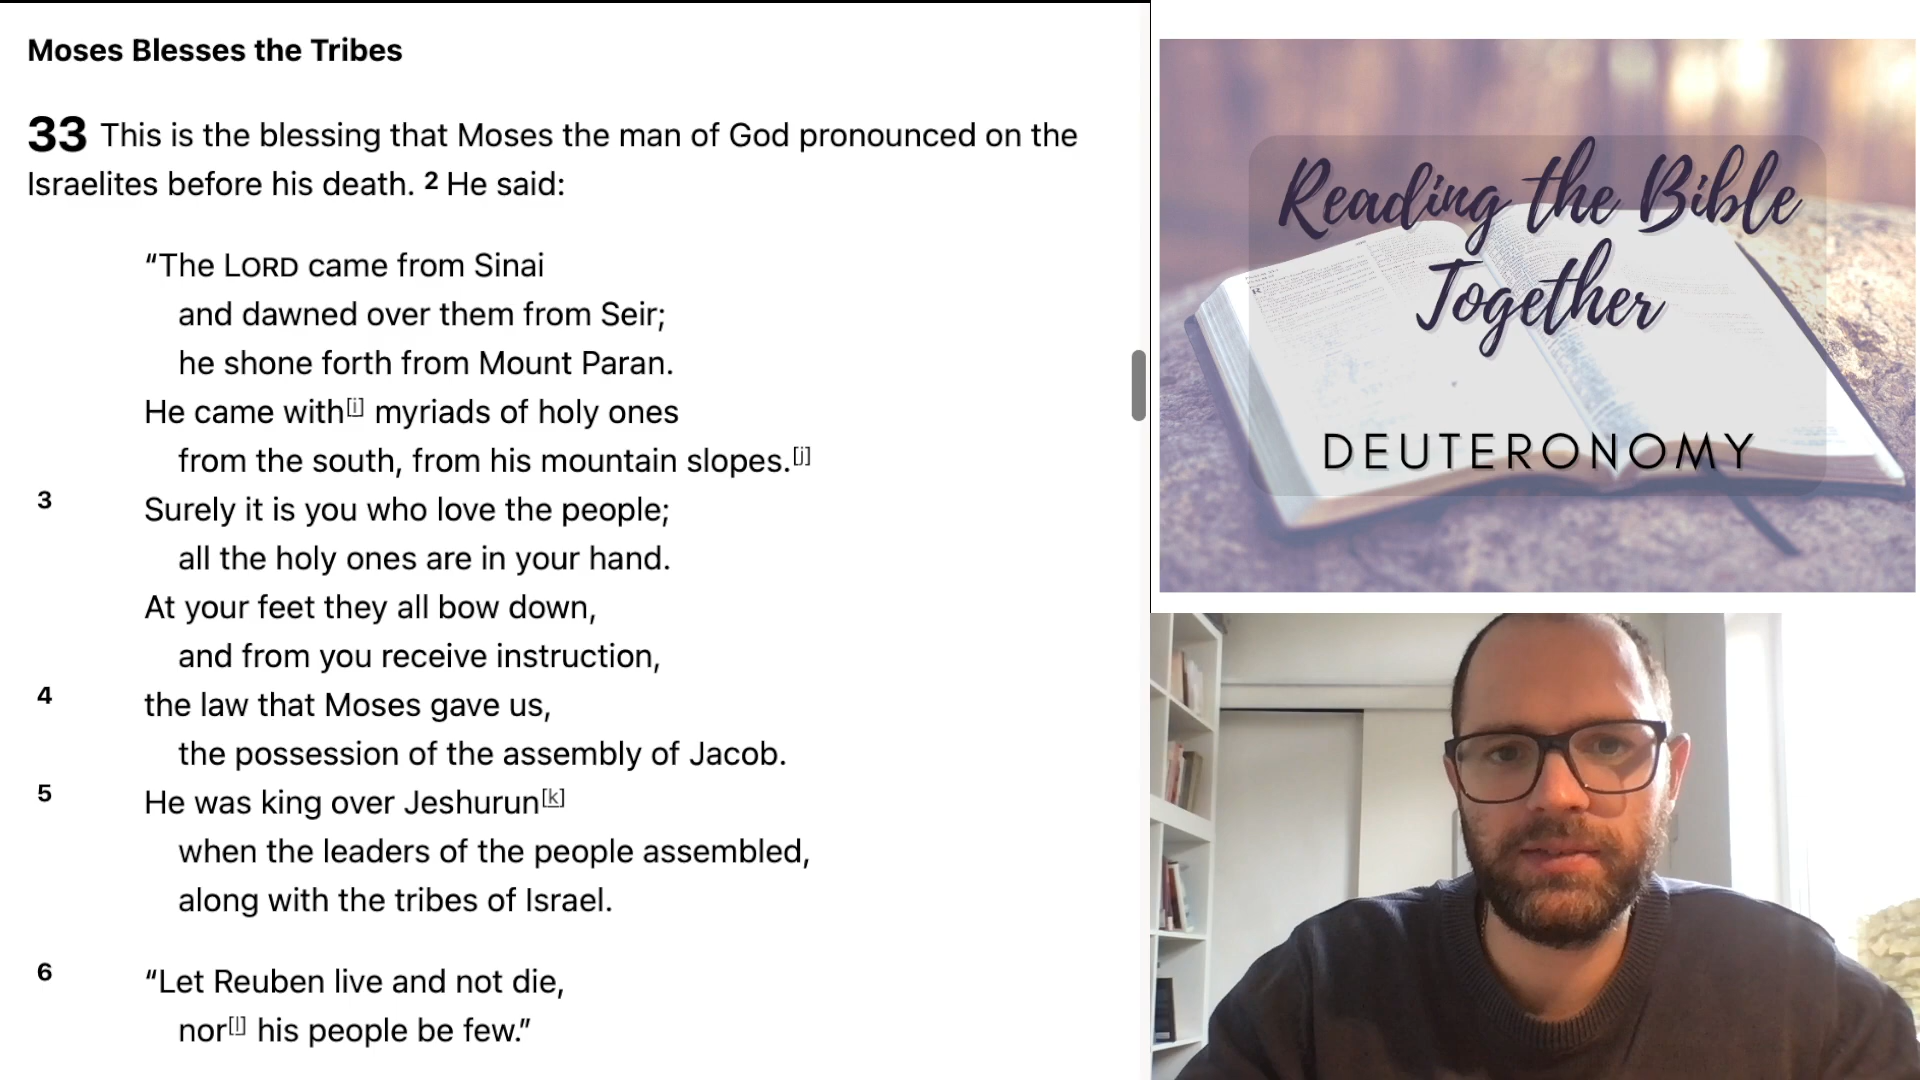 Moses Blesses the Tribes
33 This is the blessing that Moses the man of God pronounced on the
Israelites before his death. 2 He said:
“The LORD came from Sinai
and dawned over them from Seir;
he shone forth from Mount Paran.
He came with[i] myriads of holy ones
from the south, from his mountain slopes.[j]
3 Surely it is you who love the people;
all the holy ones are in your hand.
At your feet they all bow down,
and from you receive instruction,
4 the law that Moses gave us,
the possession of the assembly of Jacob.
5 He was king over Jeshurun[k]
when the leaders of the people assembled,
along with the tribes of Israel.
6 “Let Reuben live and not die,
nor[l] his people be few.”
Reading the Bible
Together
DEUTERONOMY